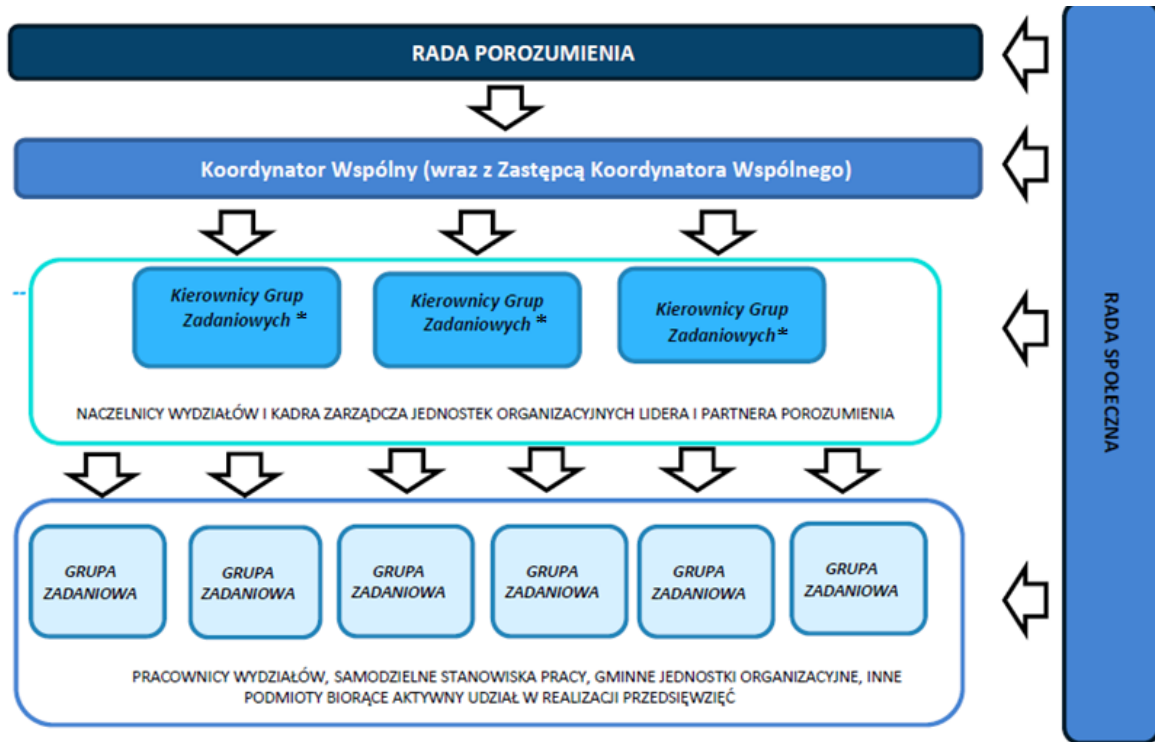 RADA POROZUMIENIA
Koordynator Wspólny (wraz z Zastępcą Koordynatora Wspólnego)
Kierownicy Grup
Zadaniowych *
Kierownicy Grup
Zadaniowych *
Kierownicy Grup
Zadaniowych*
NACZELNICY WYDZIAŁÓW I KADRA ZARZĄDCZA JEDNOSTEK ORGANIZACYJNYCH LIDERA I PARTNERA POROZUMIENIA
GRUPA
ZADANIOWA
GRUPA
ZADANIOWA
GRUPA
ZADANIOWA
GRUPA
ZADANIOWA
GRUPA
ZADANIOWA
GRUPA
ZADANIOWA
PRACOWNICY WYDZIAŁÓW, SAMODZIELNE STANOWISKA PRACY, GMINNE JEDNOSTKI ORGANIZACYJNE, INNE
PODMIOTY BIORĄCE AKTYWNY UDZIAŁ W REALIZACJI PRZEDSIĘWZIĘĆ
RADA SPOŁECZNA